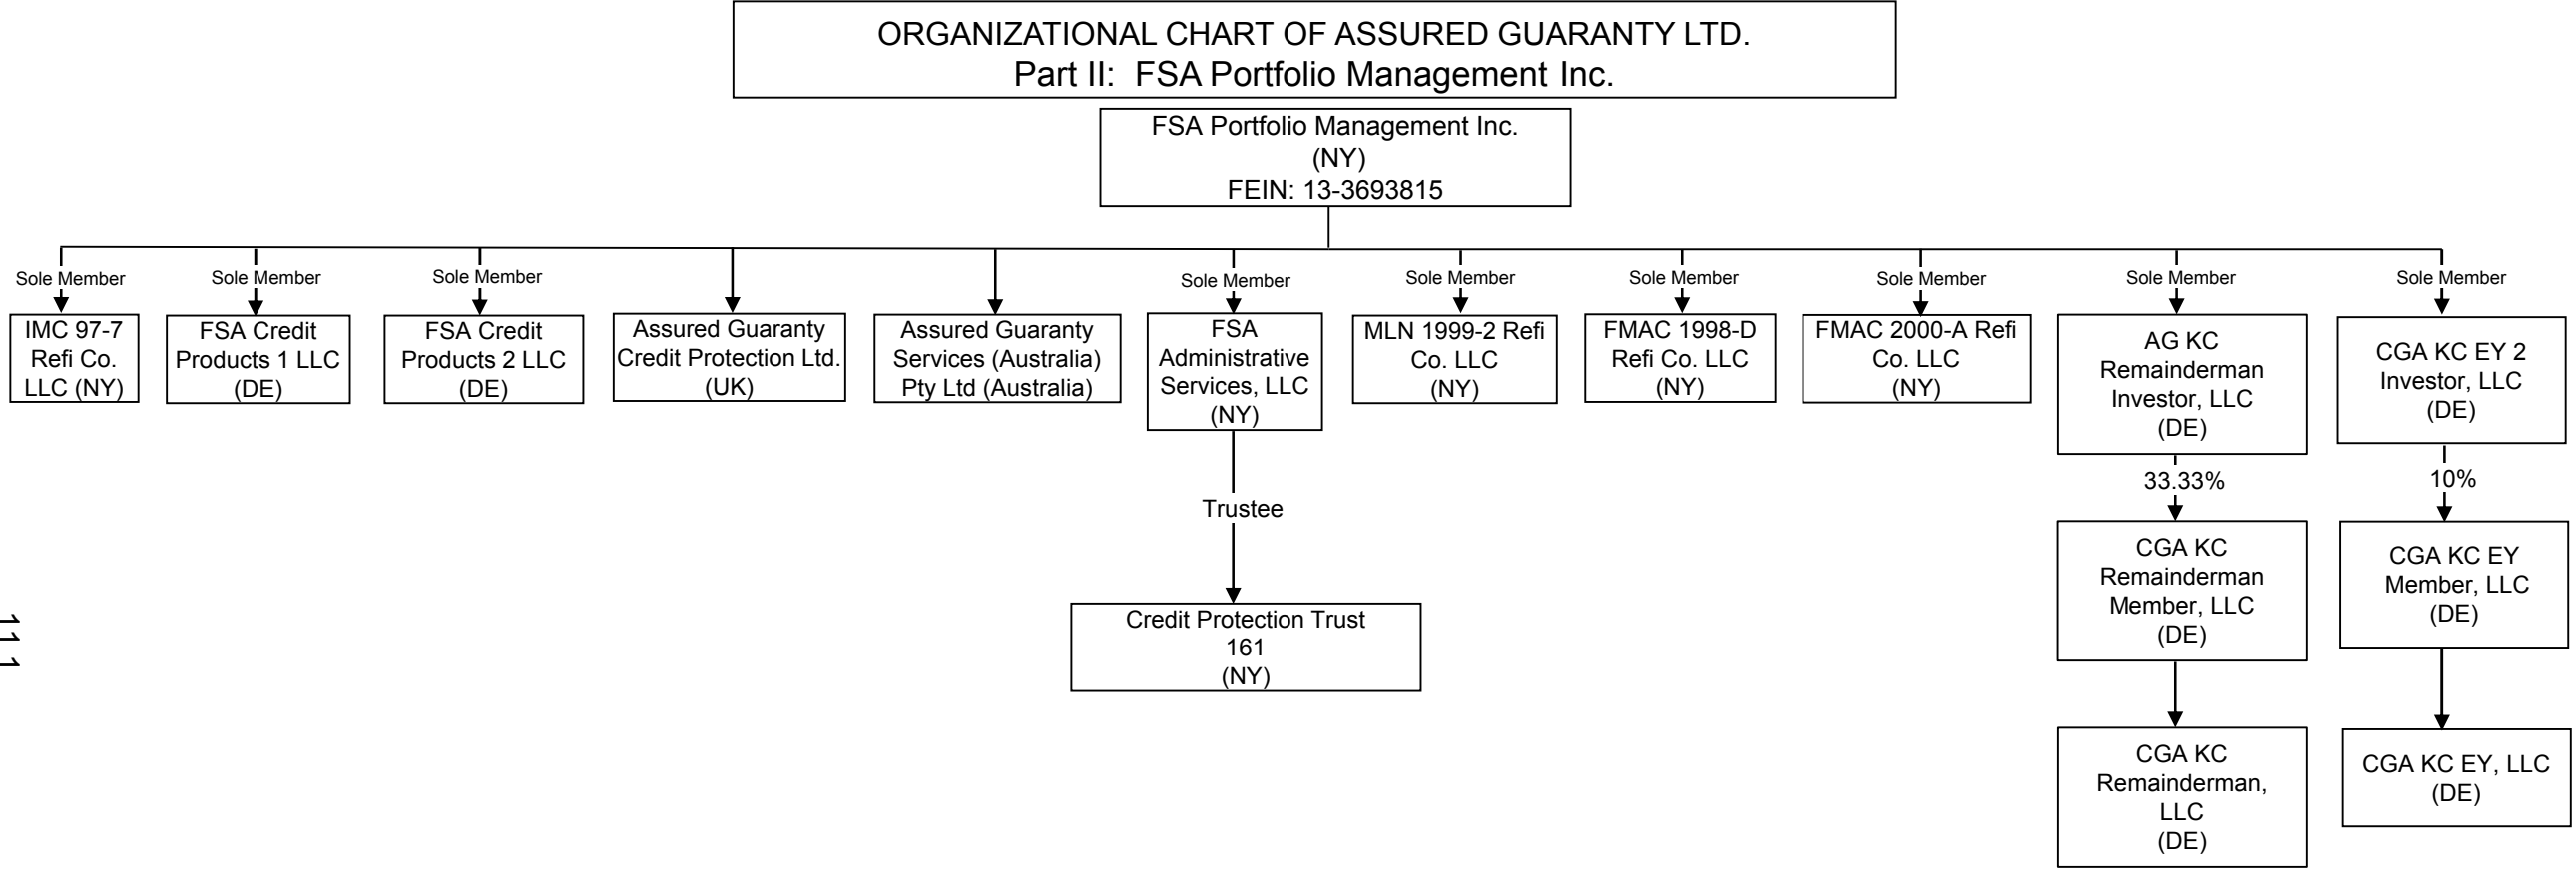 ORGANIZATIONAL CHART OF ASSURED GUARANTY LTD.
Part II: FSA Portfolio Management Inc.
FSA Portfolio Management Inc.
(NY)
FEIN: 13-3693815
Sole Member
IMC 97-7
Refi Co.
LLC (NY)
Sole Member
FSA Credit
Products 1 LLC
(DE)
Sole Member
FSA Credit
Products 2 LLC
(DE)
Assured Guaranty
Credit Protection Ltd.
(UK)
Assured Guaranty
Services (Australia)
Pty Ltd (Australia)
Sole Member
FSA
Administrative
Services, LLC
(NY)
Trustee
Credit Protection Trust
161
(NY)
Sole Member
MLN 1999-2 Refi
Co. LLC
(NY)
Sole Member
FMAC 1998-D
Refi Co. LLC
(NY)
Sole Member
FMAC 2000-A Refi
Co. LLC
(NY)
Sole Member
AG KC
Remainderman
Investor, LLC
(DE)
33.33%
CGA KC
Remainderman
Member, LLC
(DE)
CGA KC
Remainderman,
LLC
(DE)
Sole Member
CGA KC EY 2
Investor, LLC
(DE)
10%
CGA KC EY
Member, LLC
(DE)
CGA KC EY, LLC
(DE)
11.1